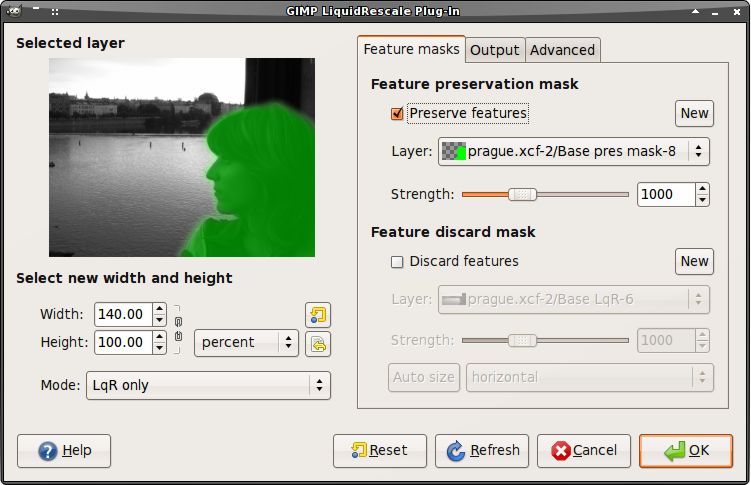 GIMP LiquidRescale Plug-In
Selected layer
Feature masks Output Advanced
Feature preservation mask
Preserve features New
Layer: prague.xcf-2/Base pres mask-8
Strength: 1000
Feature discard mask
Discard features New
Layer: prague.xcf-2/Base LqR-6
Strength: 1000
Auto size horizontal
Select new width and height
Width: 140.00
Height: 100.00 percent
Mode: LqR only
Help Reset Refresh Cancel OK